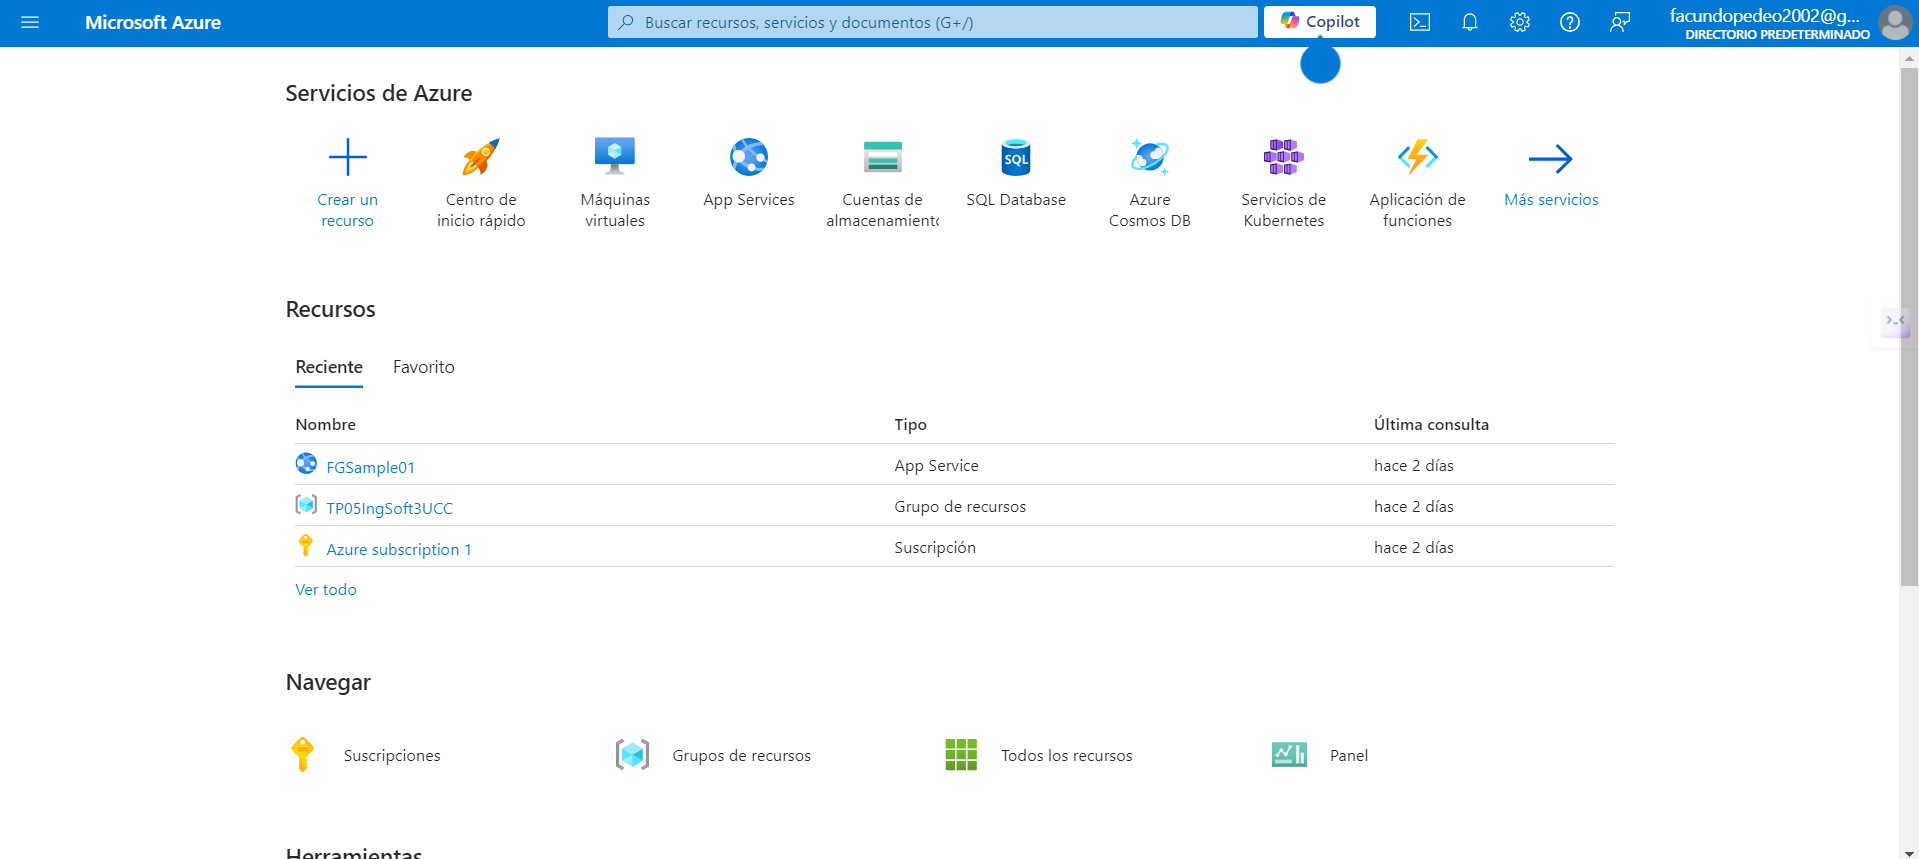 Microsoft Azure
Buscar recursos, servicios y documentos (G+/)
Copilot
facundopedeo2002@g...
DIRECTORIO PREDETERMINADO
Servicios de Azure
Crear un
recurso
Centro de
inicio rápido
Máquinas
virtuales
App Services
Cuentas de
almacenamiento
SQL
SQL Database
Azure
Cosmos DB
Servicios de
Kubernetes
Aplicación de
funciones
Más servicios
Recursos
Reciente Favorito
Nombre Tipo Última consulta
FGSample01 App Service hace 2 días
TP05IngSoft3UCC Grupo de recursos hace 2 días
Azure subscription 1 Suscripción hace 2 días
Ver todo
Navegar
Suscripciones Grupos de recursos Todos los recursos Panel
Herramientas